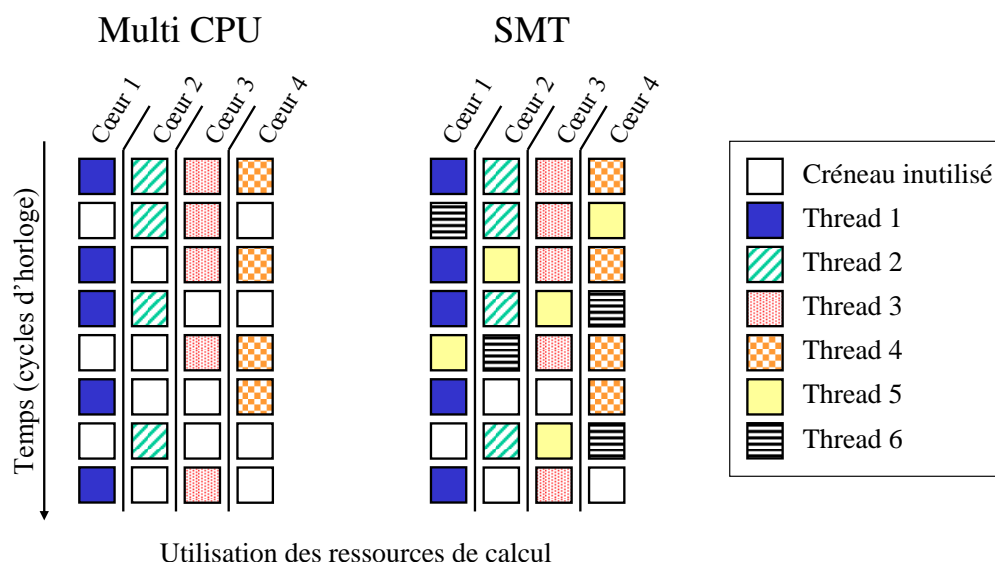 Multi CPU
SMT
Cœur 1
Cœur 2
Cœur 3
Cœur 4
Cœur 1
Cœur 2
Cœur 3
Cœur 4
Temps (cycles d’horloge)
Créneau inutilisé
Thread 1
Thread 2
Thread 3
Thread 4
Thread 5
Thread 6
Utilisation des ressources de calcul